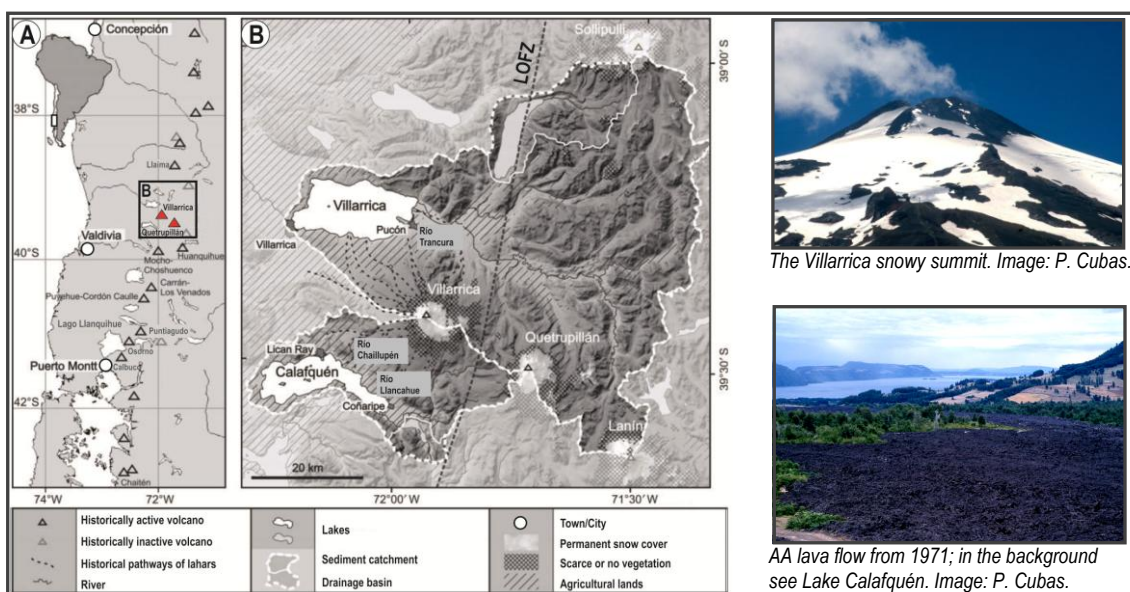 A
Concepción
38°S
Llaima
B
Villarrica
Quetrupillán
Valdivia
40°S
Huanquihue
Mocho-
Choshuenco
Carrán-
Los Venados
Puyehue-Cordón Caulle
Lago Llanquihue
Puntiagudo
Osorno
Puerto Montt
Calbuco
42°S
Chaitén
74°W
72°W
B
LOFZ
Sollipulli
39°00' S
Villarrica
Pucón
Río
Trancura
Villarrica
Villarrica
Quetrupillán
Río
Chaillupén
Lican Ray
Calafquén
Río
Llancahue
Coñaripe
39°30' S
Lanín
20 km
72°00' W
71°30' W
Historically active volcano
Historically inactive volcano
Historical pathways of lahars
River
Lakes
Sediment catchment
Drainage basin
Town/City
Permanent snow cover
Scarce or no vegetation
Agricultural lands
The Villarrica snowy summit. Image: P. Cubas.
AA lava flow from 1971; in the background
see Lake Calafquén. Image: P. Cubas.